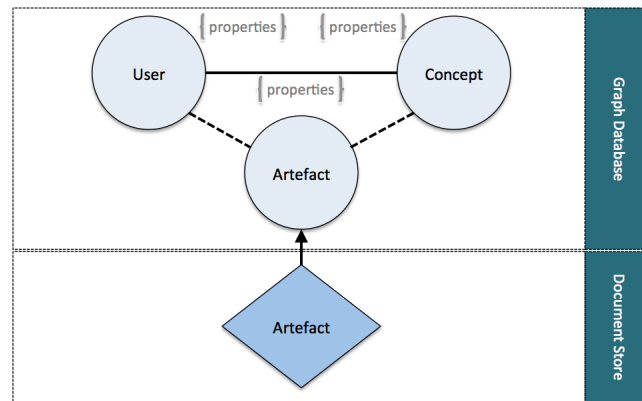 { properties }
{ properties }
User
Concept
{ properties }
Artefact
Graph Database
Artefact
Document Store